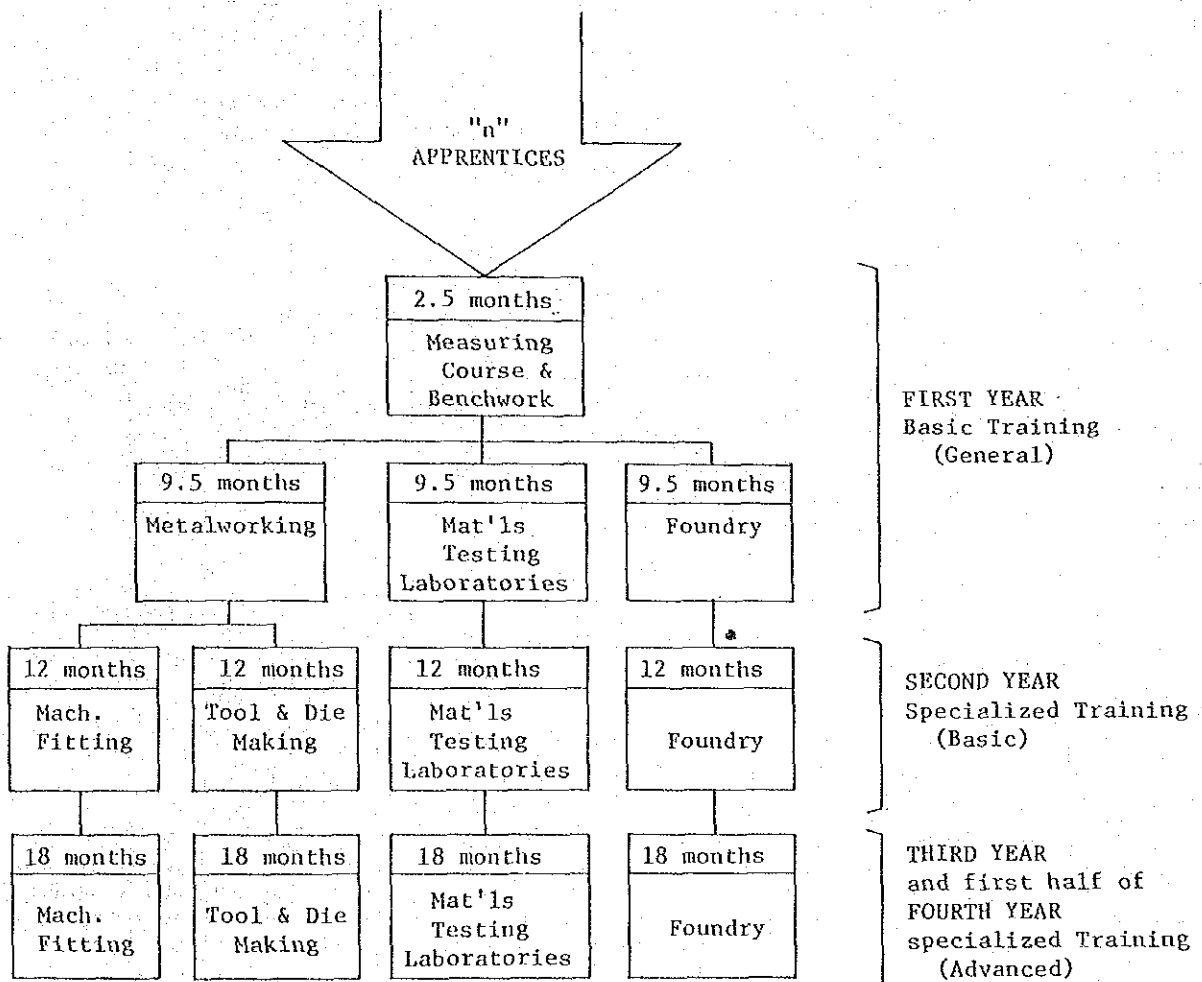 "n"
APPRENTICES
2.5 months
Measuring
Course &
Benchwork
9.5 months
Metalworking
9.5 months
Mat'ls
Testing
Laboratories
9.5 months
Foundry
FIRST YEAR
Basic Training
(General)
12 months
Mach.
Fitting
12 months
Tool & Die
Making
12 months
Mat'ls
Testing
Laboratories
12 months
Foundry
SECOND YEAR
Specialized Training
(Basic)
18 months
Mach.
Fitting
18 months
Tool & Die
Making
18 months
Mat'ls
Testing
Laboratories
18 months
Foundry
THIRD YEAR
and first half of
FOURTH YEAR
specialized Training
(Advanced)